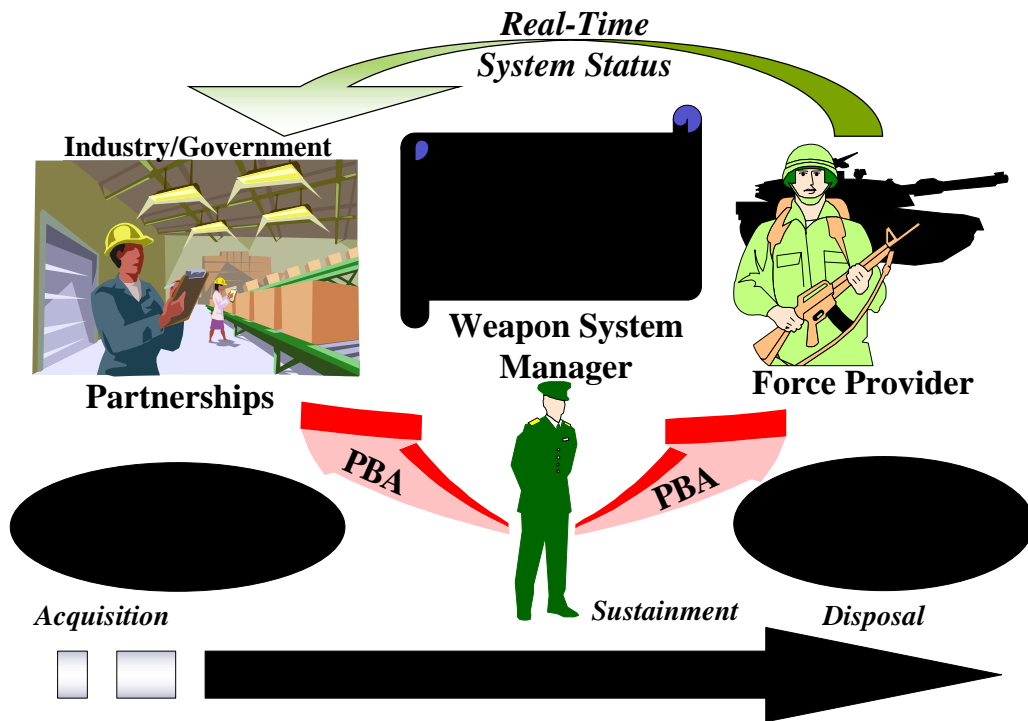 Real-Time
System Status
Industry/Government
Weapon System
Manager
Partnerships
Force Provider
PBA
PBA
Acquisition
Sustainment
Disposal